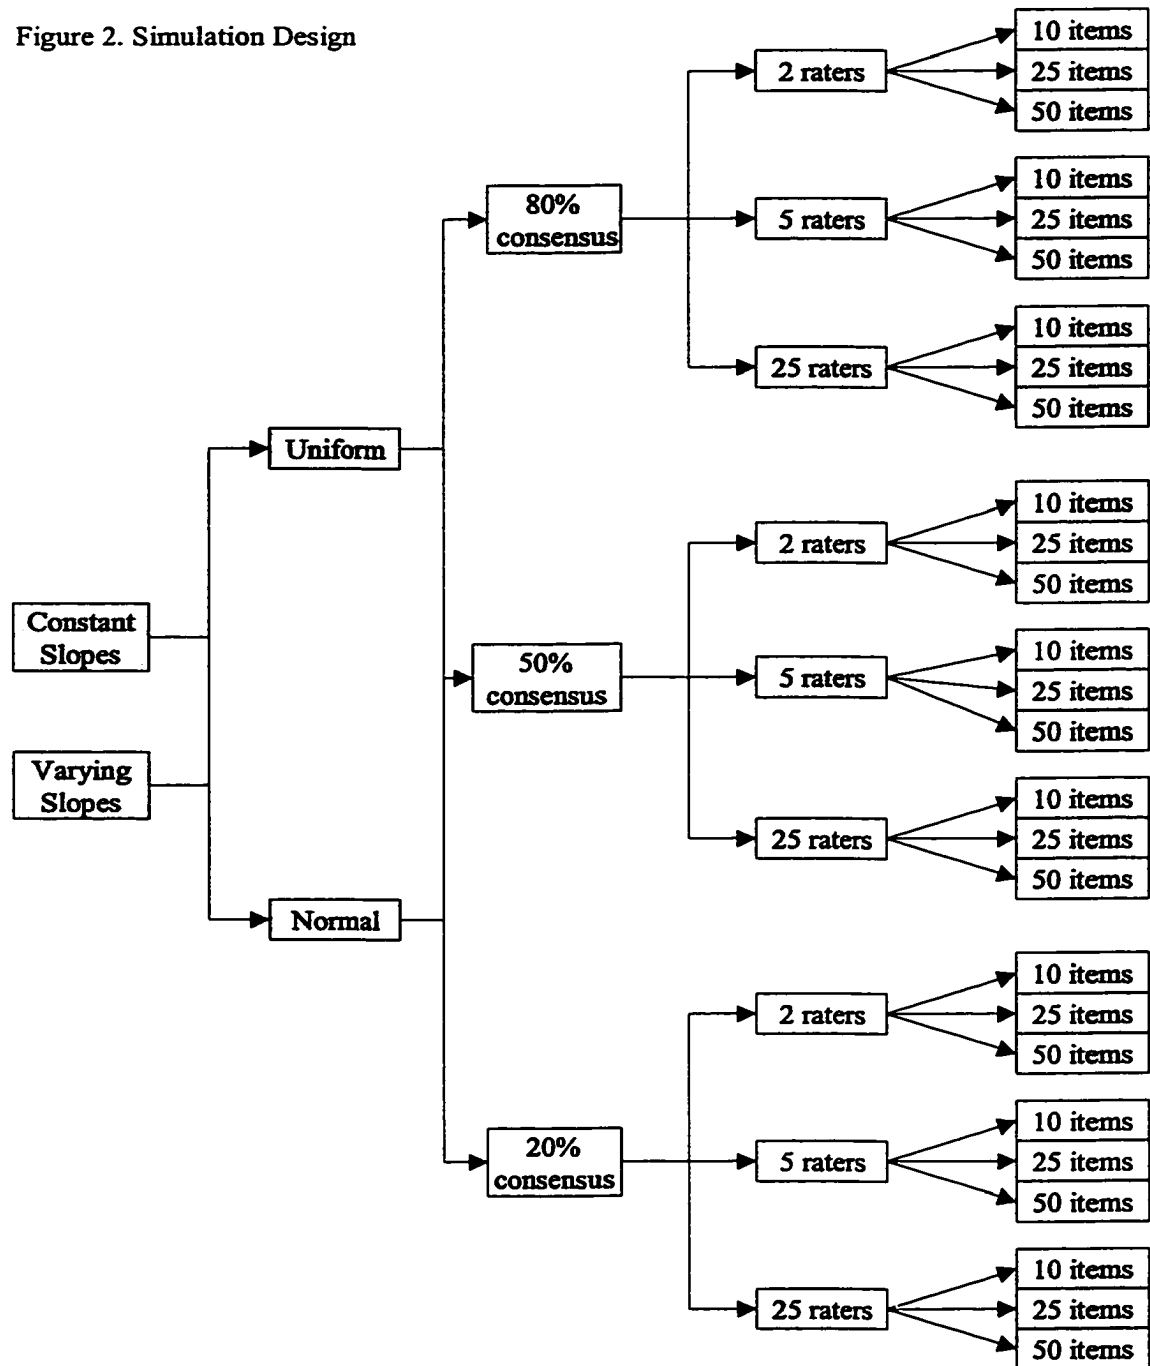 Figure 2. Simulation Design
Constant
Slopes
Varying
Slopes
Uniform
Normal
80%
consensus
2 raters
10 items
25 items
50 items
5 raters
10 items
25 items
50 items
25 raters
10 items
25 items
50 items
50%
consensus
2 raters
10 items
25 items
50 items
5 raters
10 items
25 items
50 items
25 raters
10 items
25 items
50 items
20%
consensus
2 raters
10 items
25 items
50 items
5 raters
10 items
25 items
50 items
25 raters
10 items
25 items
50 items